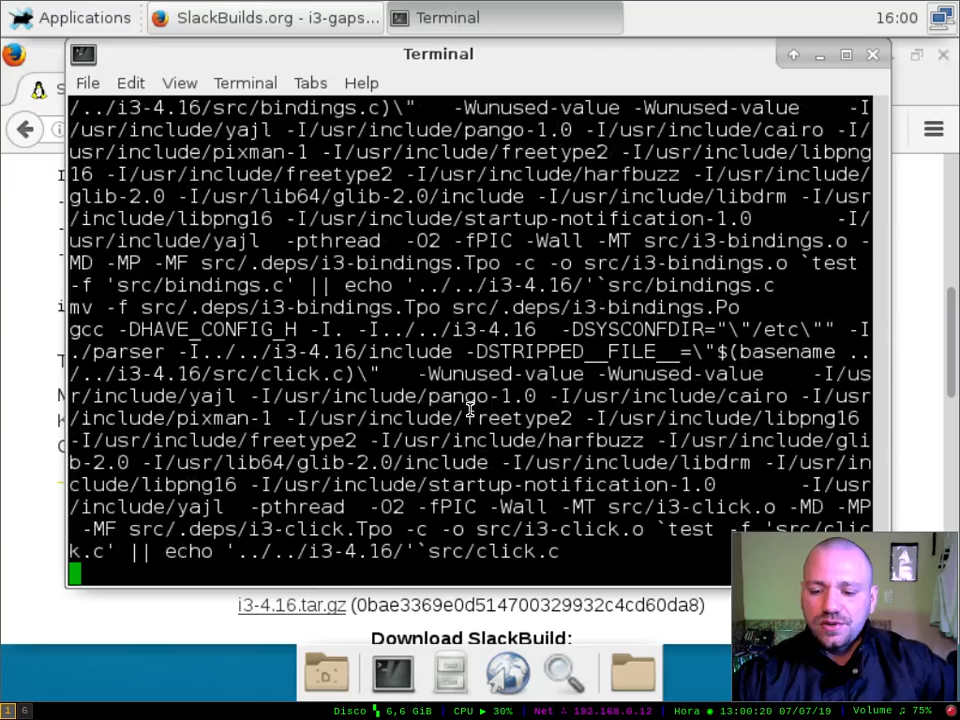 Applications
SlackBuilds.org - i3-gaps...
Terminal
16:00
Terminal
File Edit View Terminal Tabs Help
/../i3-4.16/src/bindings.c)\"   -Wunused-value -Wunused-value    -I
/usr/include/yajl -I/usr/include/pango-1.0 -I/usr/include/cairo -I/
usr/include/pixman-1 -I/usr/include/freetype2 -I/usr/include/libpng
16 -I/usr/include/freetype2 -I/usr/include/harfbuzz -I/usr/include/
glib-2.0 -I/usr/lib64/glib-2.0/include -I/usr/include/libdrm -I/usr
/include/libpng16 -I/usr/include/startup-notification-1.0       -I/
usr/include/yajl  -pthread  -O2 -fPIC -Wall -MT src/i3-bindings.o -
MD -MP -MF src/.deps/i3-bindings.Tpo -c -o src/i3-bindings.o `test
-f 'src/bindings.c' || echo '../../i3-4.16/'`src/bindings.c
mv -f src/.deps/i3-bindings.Tpo src/.deps/i3-bindings.Po
gcc -DHAVE_CONFIG_H -I. -I../../i3-4.16  -DSYSCONFDIR="\"/etc\"" -I
./parser -I../../i3-4.16/include -DSTRIPPED__FILE__=\"$(basename ..
/../i3-4.16/src/click.c)\"   -Wunused-value -Wunused-value    -I/us
r/include/yajl -I/usr/include/pango-1.0 -I/usr/include/cairo -I/usr
/include/pixman-1 -I/usr/include/freetype2 -I/usr/include/libpng16
-I/usr/include/freetype2 -I/usr/include/harfbuzz -I/usr/include/gli
b-2.0 -I/usr/lib64/glib-2.0/include -I/usr/include/libdrm -I/usr/in
clude/libpng16 -I/usr/include/startup-notification-1.0       -I/usr
/include/yajl  -pthread  -O2 -fPIC -Wall -MT src/i3-click.o -MD -MP
-MF src/.deps/i3-click.Tpo -c -o src/i3-click.o `test -f 'src/clic
k.c' || echo '../../i3-4.16/'`src/click.c
i3-4.16.tar.gz (0bae3369e0d514700329932c4cd60da8)
Download SlackBuild:
1 6 Disco 6,6 GiB CPU ▶ 30% Net 192.168.0.12 Hora ◉ 13:00:20 07/07/19 Volume ♫ 75%